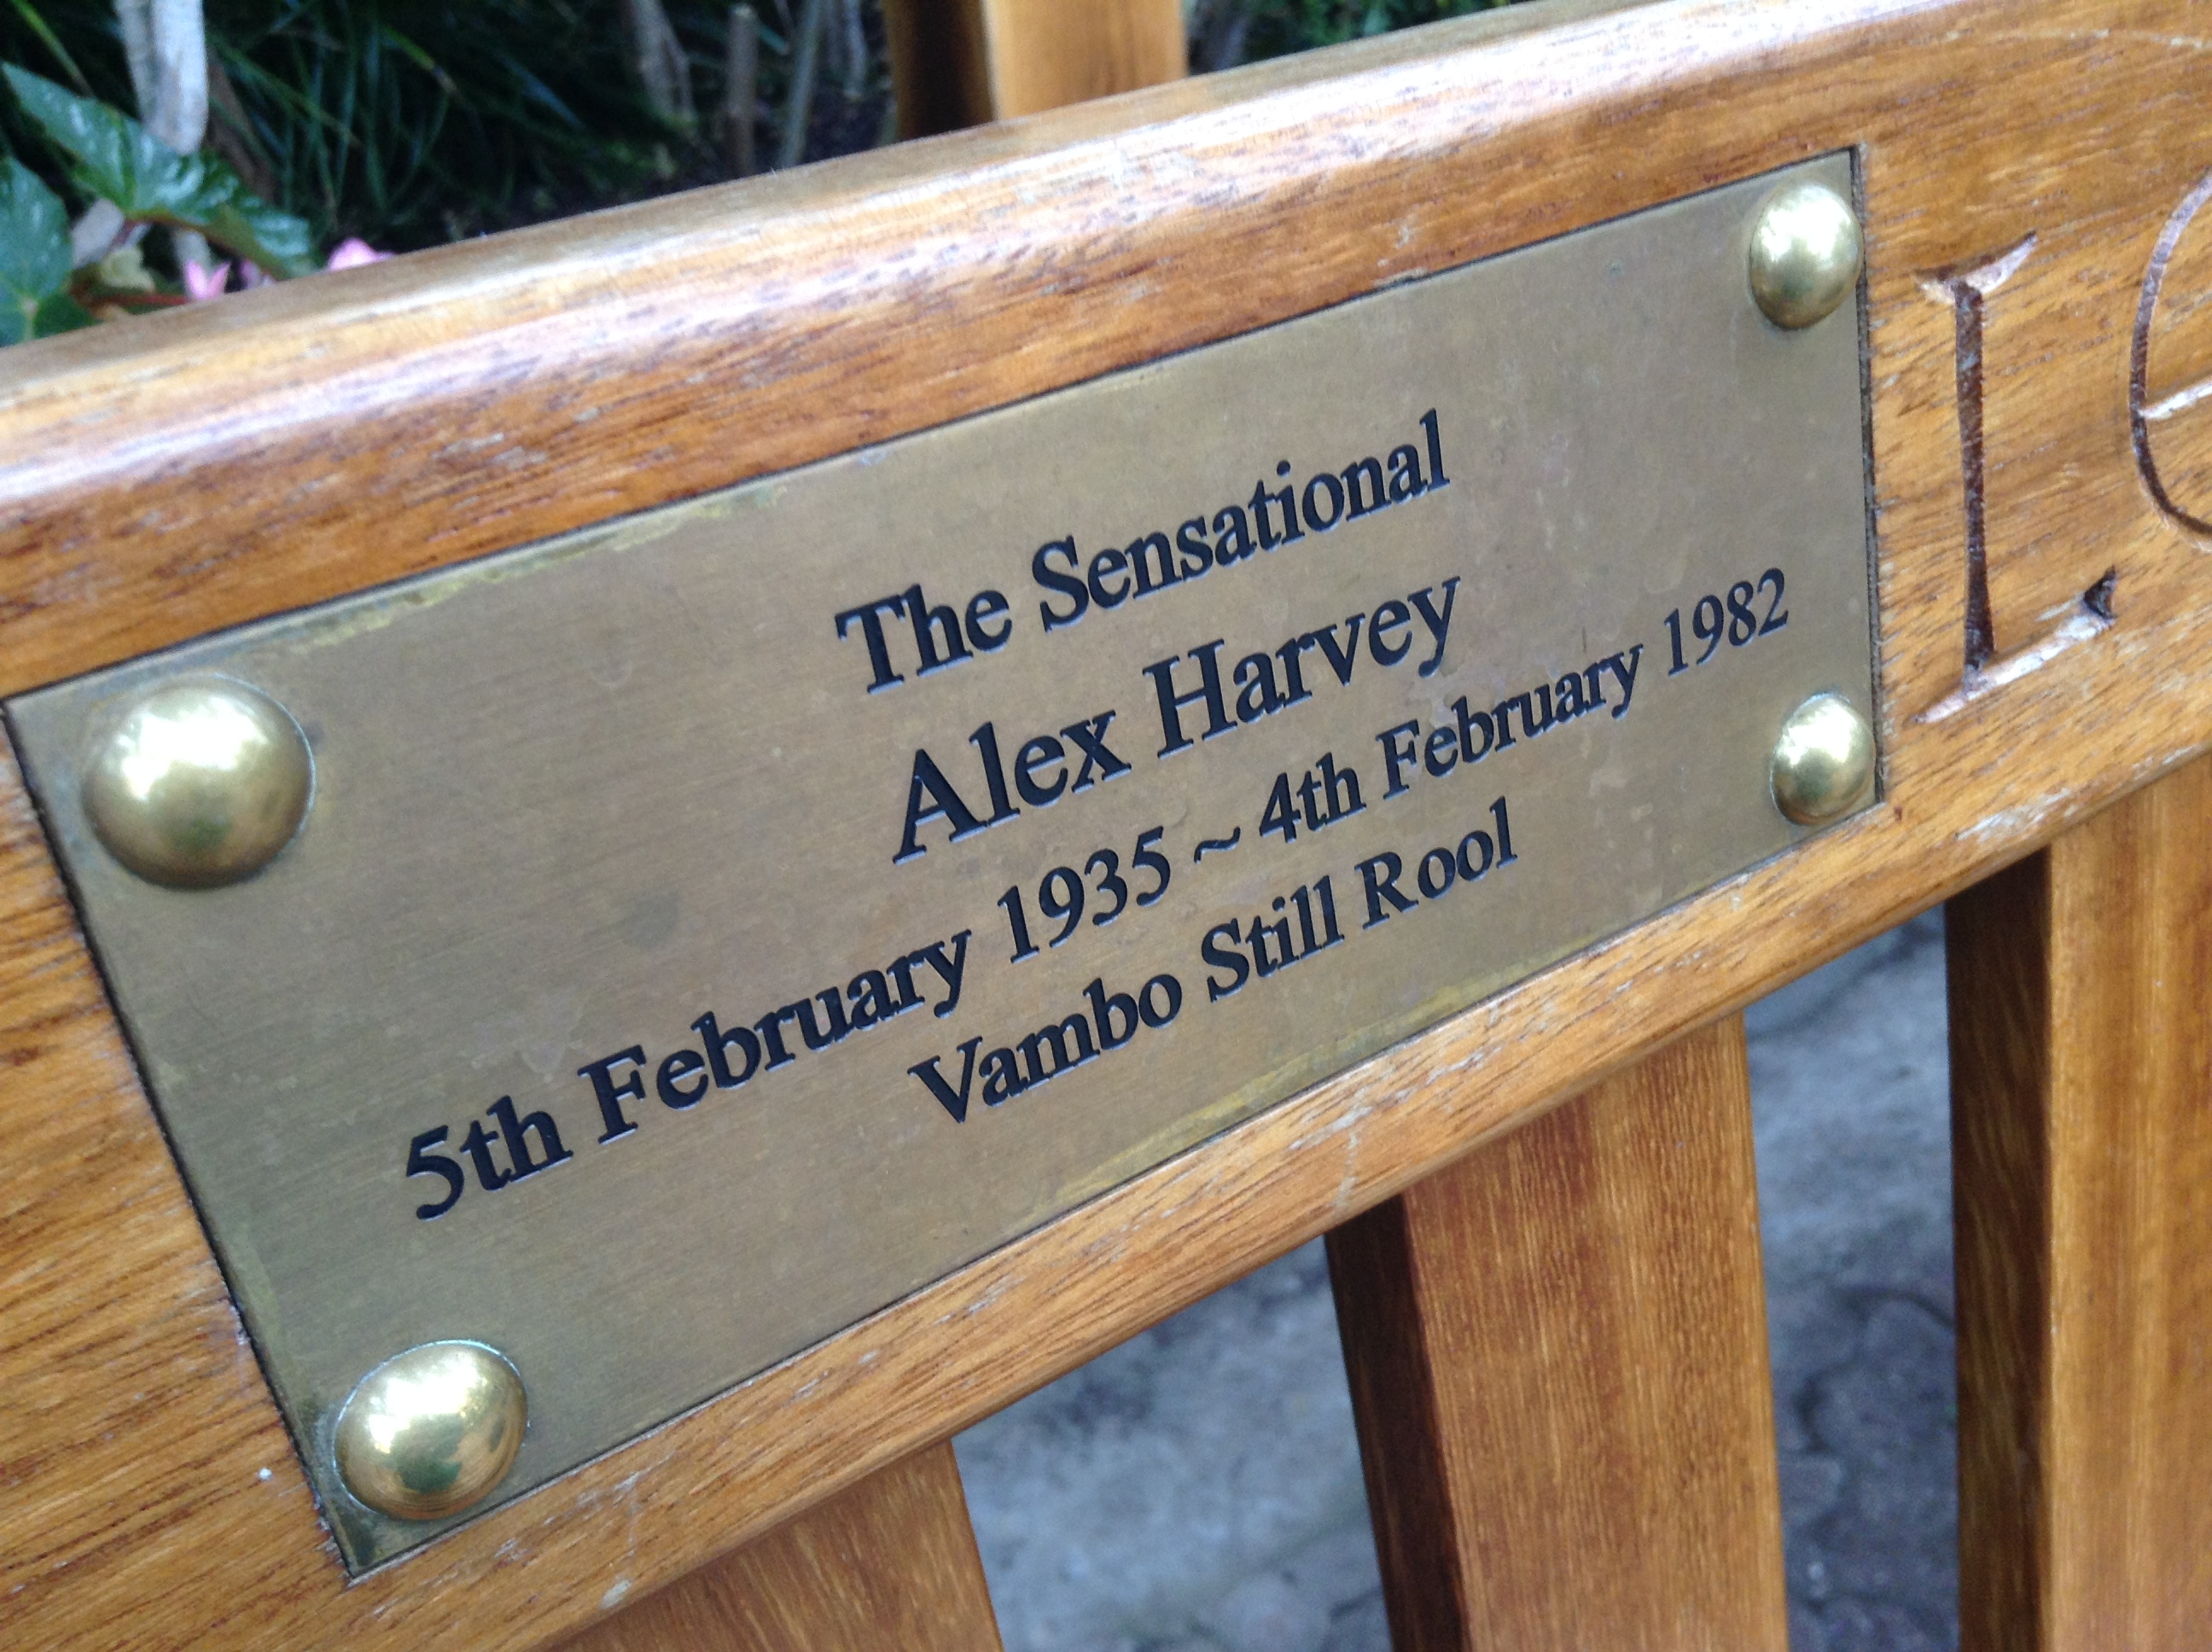 The Sensational
Alex Harvey
5th February 1935 ~ 4th February 1982
Vambo Still Rool